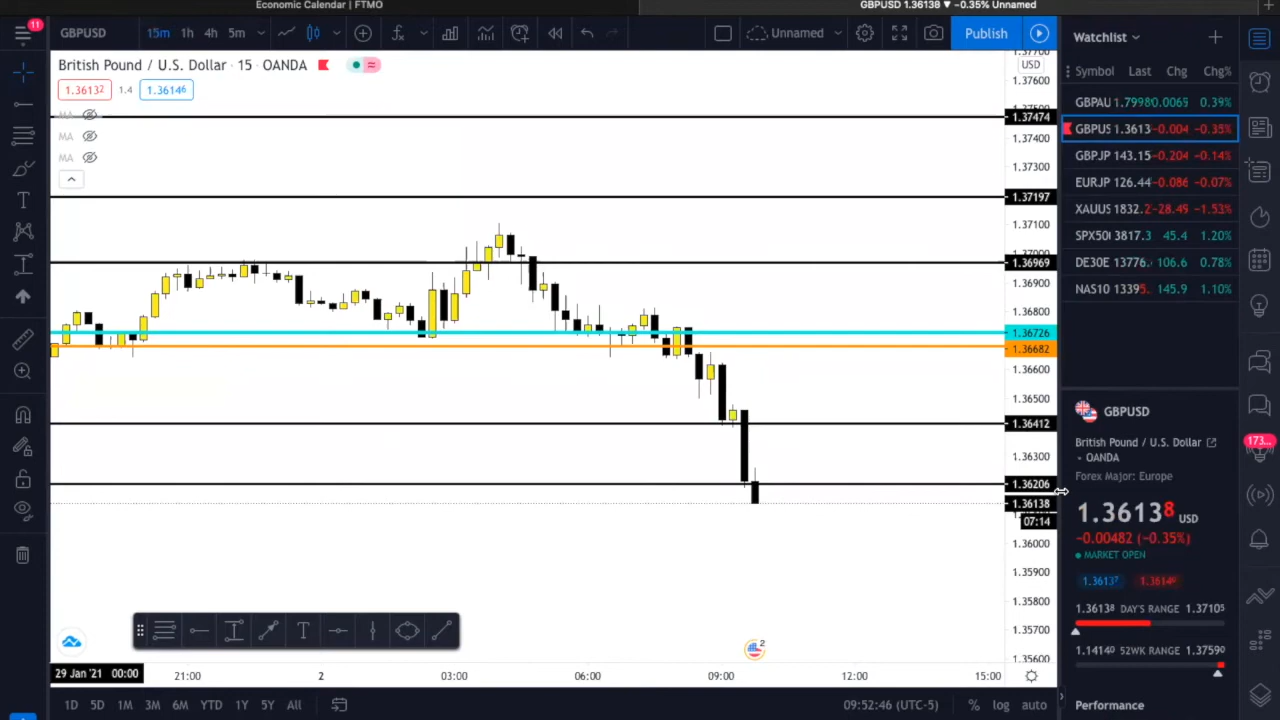 Economic Calendar | FTMO
GBPUSD 1.36138 ▼ −0.35% Unnamed
11
GBPUSD 15m 1h 4h 5m
Unnamed
Publish
British Pound / U.S. Dollar · 15 · OANDA
1.36132 1.4 1.36146
MA
MA
MA
USD
1.37600
1.37474
1.37400
1.37300
1.37197
1.37100
1.36969
1.36900
1.36800
1.36726
1.36682
1.36600
1.36500
1.36412
1.36300
1.36206
1.36138
07:14
1.36000
1.35900
1.35800
1.35700
1.35600
2
29 Jan '21 00:00 21:00 2 03:00 06:00 09:00 12:00 15:00
1D 5D 1M 3M 6M YTD 1Y 5Y All
09:52:46 (UTC-5) % log auto
Watchlist
Symbol Last Chg Chg%
GBPAU 1.7998 0.0069 0.39%
GBPUS 1.3613 −0.004 −0.35%
GBPJP 143.15 −0.204 −0.14%
EURJP 126.44 −0.086 −0.07%
XAUUS 1832.2 −28.49 −1.53%
SPX50 3817.3 45.4 1.20%
DE30E 13776. 106.6 0.78%
NAS10 13395. 145.9 1.10%
173...
GBPUSD
British Pound / U.S. Dollar
• OANDA
Forex Major: Europe
1.36138 USD
−0.00482 (−0.35%)
● MARKET OPEN
1.36137
1.36138 DAY'S RANGE 1.37105
1.14140 52WK RANGE 1.37590
Performance